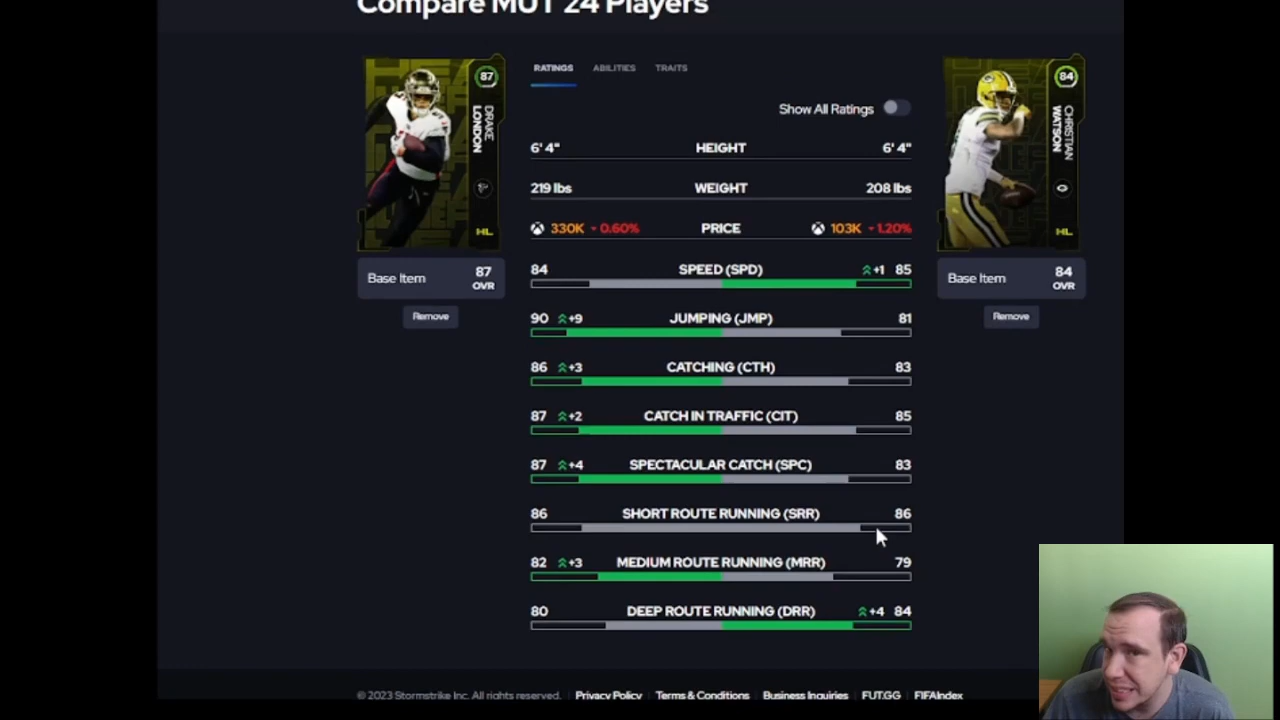 Compare MUT 24 Players
RATINGS ABILITIES TRAITS
87
DRAKE
LONDON
HL
84
CHRISTIAN
WATSON
HL
Show All Ratings
6' 4" HEIGHT 6' 4"
219 lbs WEIGHT 208 lbs
330K 0.60% PRICE 103K 1.20%
Base Item 87
OVR
Base Item 84
OVR
Remove
Remove
84 SPEED (SPD) +1 85
90 +9 JUMPING (JMP) 81
86 +3 CATCHING (CTH) 83
87 +2 CATCH IN TRAFFIC (CIT) 85
87 +4 SPECTACULAR CATCH (SPC) 83
86 SHORT ROUTE RUNNING (SRR) 86
82 +3 MEDIUM ROUTE RUNNING (MRR) 79
80 DEEP ROUTE RUNNING (DRR) +4 84
© 2023 Stormstrike Inc. All rights reserved. Privacy Policy Terms & Conditions Business Inquiries FUT.GG FIFAIndex